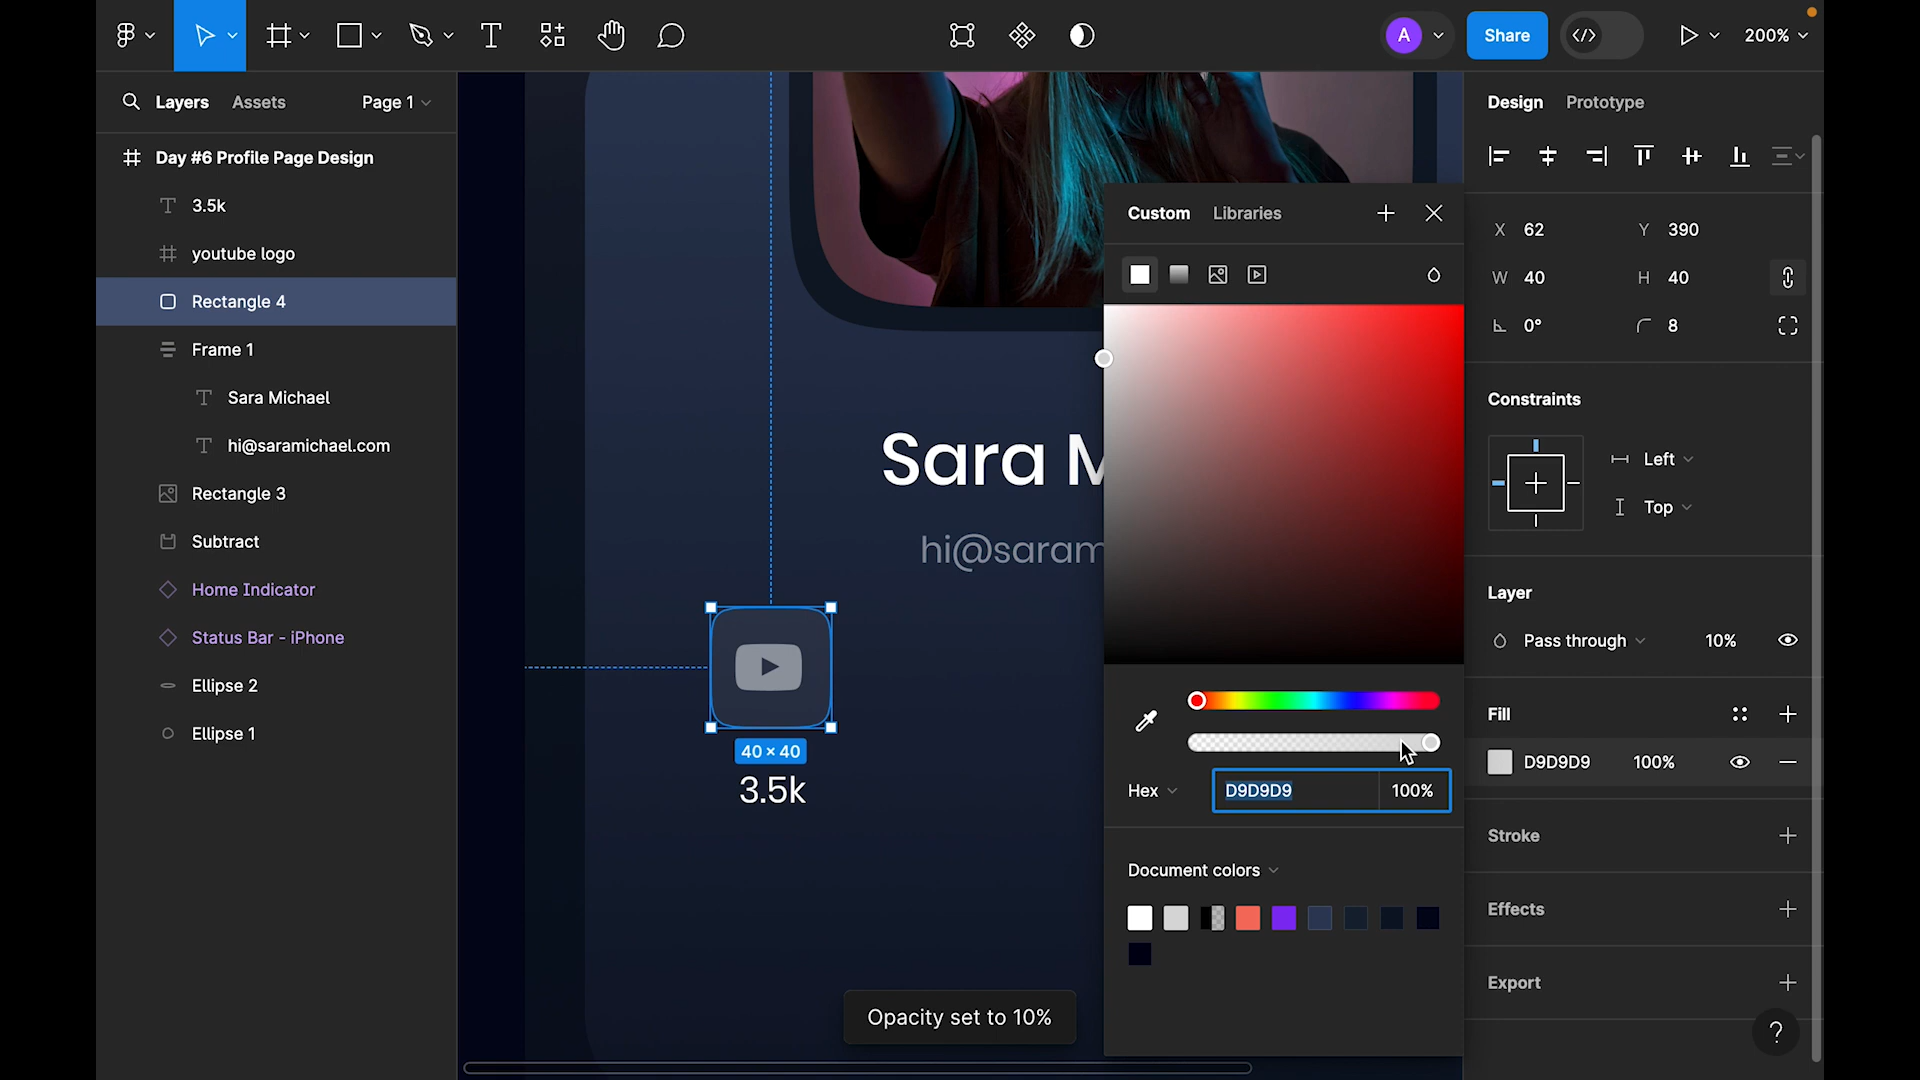 A
Share
200%
Layers
Assets
Page 1
Day #6 Profile Page Design
3.5k
youtube logo
Rectangle 4
Frame 1
Sara Michael
hi@saramichael.com
Rectangle 3
Subtract
Home Indicator
Status Bar - iPhone
Ellipse 2
Ellipse 1
Sara M
hi@saram
40 × 40
3.5k
Opacity set to 10%
Custom
Libraries
Hex
D9D9D9
100%
Document colors
Design
Prototype
X 62
Y 390
W 40
H 40
0°
8
Constraints
Left
Top
Layer
Pass through
10%
Fill
D9D9D9
100%
Stroke
Effects
Export
?